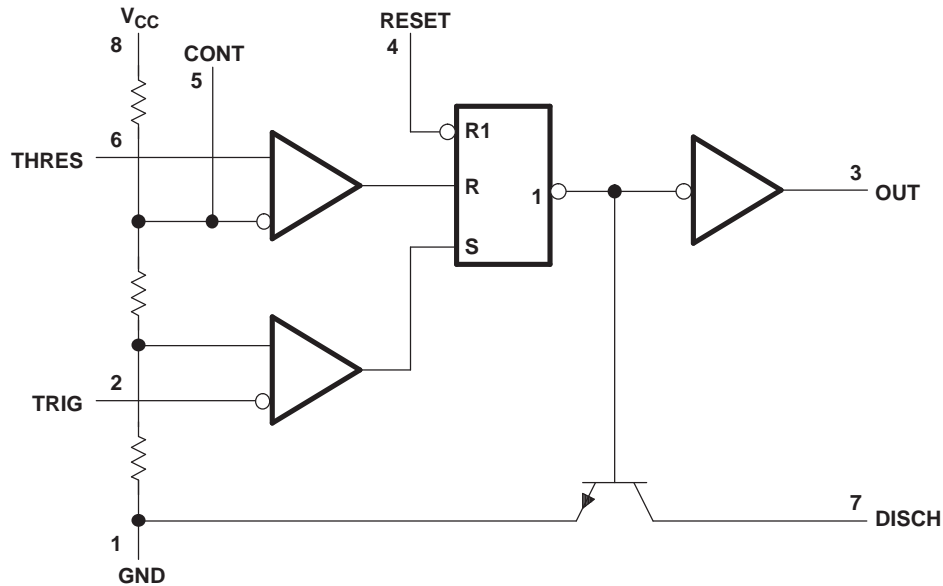 VCC
8
CONT
5
RESET
4
6
THRES
R1
R
1
S
3
OUT
2
TRIG
7
DISCH
1
GND